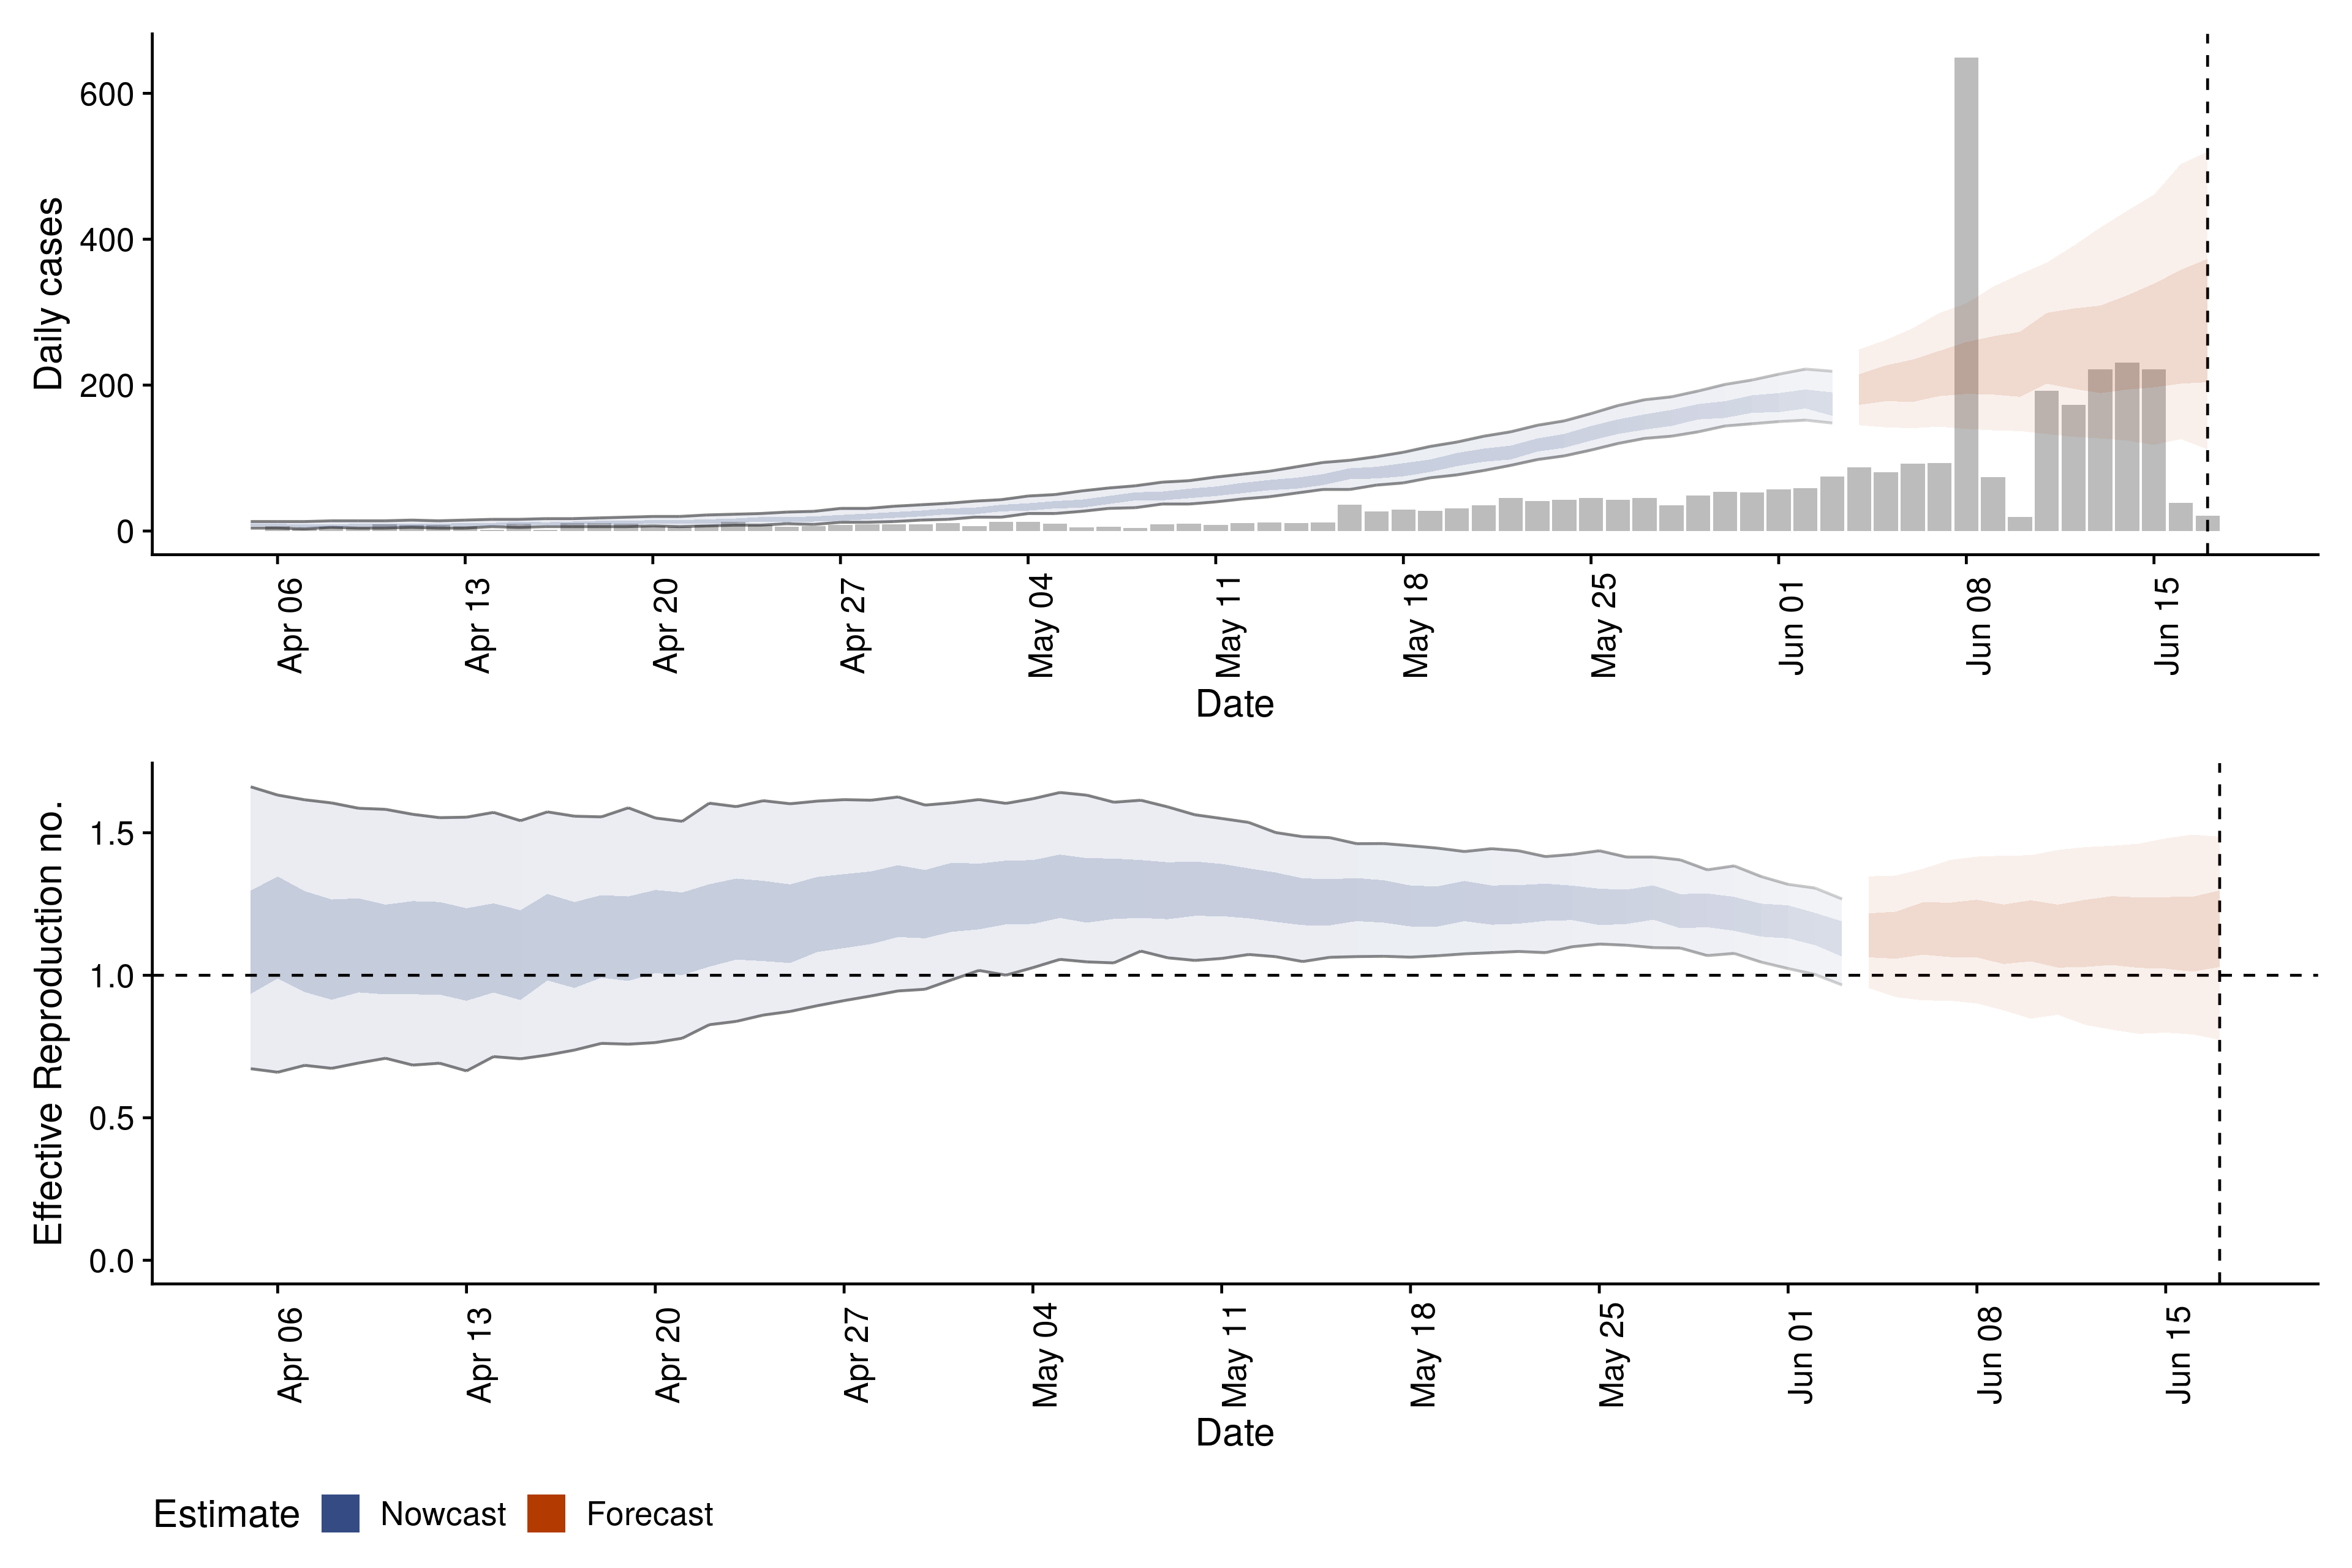 Daily cases
600
400
200
0
Apr 06
Apr 13
Apr 20
Apr 27
May 04
May 11
May 18
May 25
Jun 01
Jun 08
Jun 15
Date
Effective Reproduction no.
1.5
1.0
0.5
0.0
Apr 06
Apr 13
Apr 20
Apr 27
May 04
May 11
May 18
May 25
Jun 01
Jun 08
Jun 15
Date
Estimate Nowcast Forecast